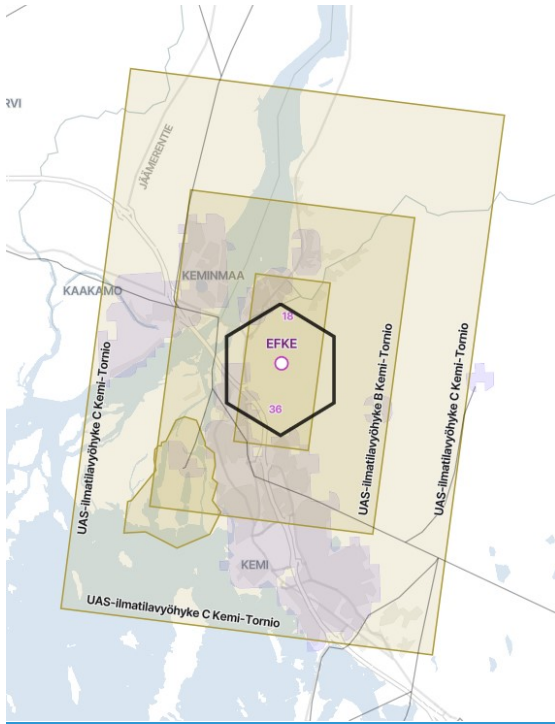 RVI
JÄÄMERENTIE
KEMINMAA
KAAKAMO
18
EFKE
36
UAS-ilmatilavyöhyke C Kemi-Tornio
UAS-ilmatilavyöhyke B Kemi-Tornio
UAS-ilmatilavyöhyke C Kemi-Tornio
KEMI
UAS-ilmatilavyöhyke C Kemi-Tornio